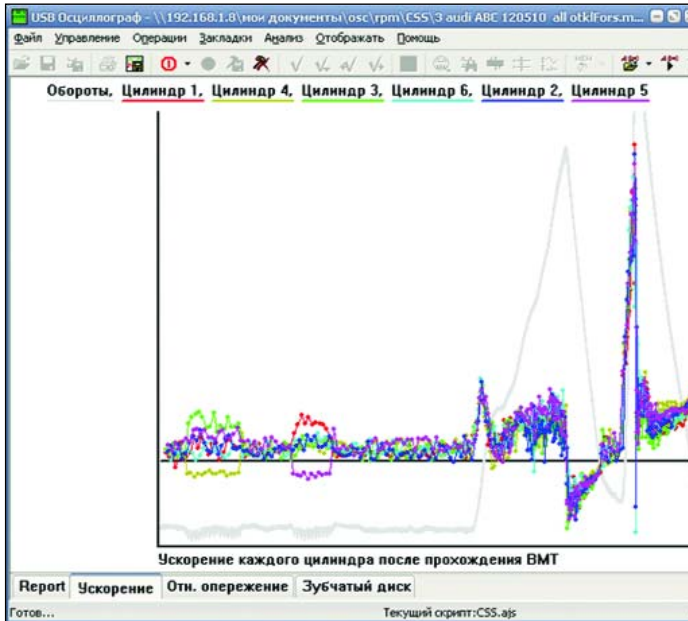 USB Осциллограф - \\192.168.1.8\мои документы\osc\rpm\CSS\3 audi ABC 120510 all otklFors.m...
Файл Управление Операции Закладки Анализ Отображать Помощь
Обороты, Цилиндр 1, Цилиндр 4, Цилиндр 3, Цилиндр 6, Цилиндр 2, Цилиндр 5
Ускорение каждого цилиндра после прохождения ВМТ
Report Ускорение Отн. опережение Зубчатый диск
Готов... Текущий скрипт:CSS.ajs